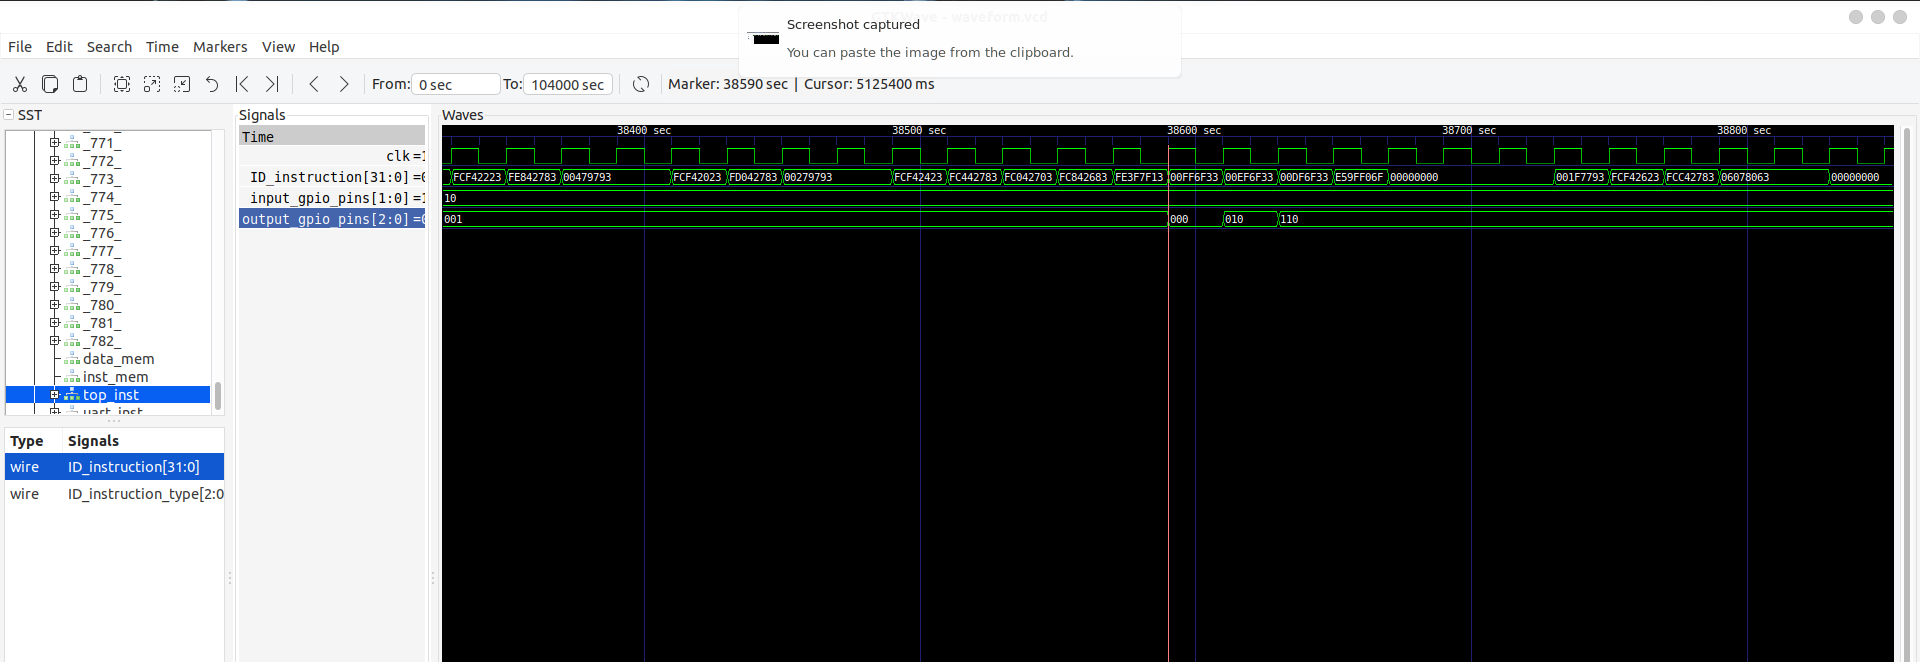 GTKWave - waveform.vcd
Screenshot captured
You can paste the image from the clipboard.
File Edit Search Time Markers View Help
From: 0 sec To: 104000 sec Marker: 38590 sec | Cursor: 5125400 ms
SST
_771_
_772_
_773_
_774_
_775_
_776_
_777_
_778_
_779_
_780_
_781_
_782_
data_mem
inst_mem
top_inst
uart_inst
Type Signals
wire ID_instruction[31:0]
wire ID_instruction_type[2:0
Signals
Time
clk =1
ID_instruction[31:0] =0
input_gpio_pins[1:0] =1
output_gpio_pins[2:0] =0
Waves
38400 sec 38500 sec 38600 sec 38700 sec 38800 sec
FCF42223 FE842783 00479793 FCF42023 FD042783 00279793 FCF42423 FC442783 FC042703 FC842683 FE3F7F13 00FF6F33 00EF6F33 00DF6F33 E59FF06F 00000000 001F7793 FCF42623 FCC42783 06078063 00000000
10
001 000 010 110